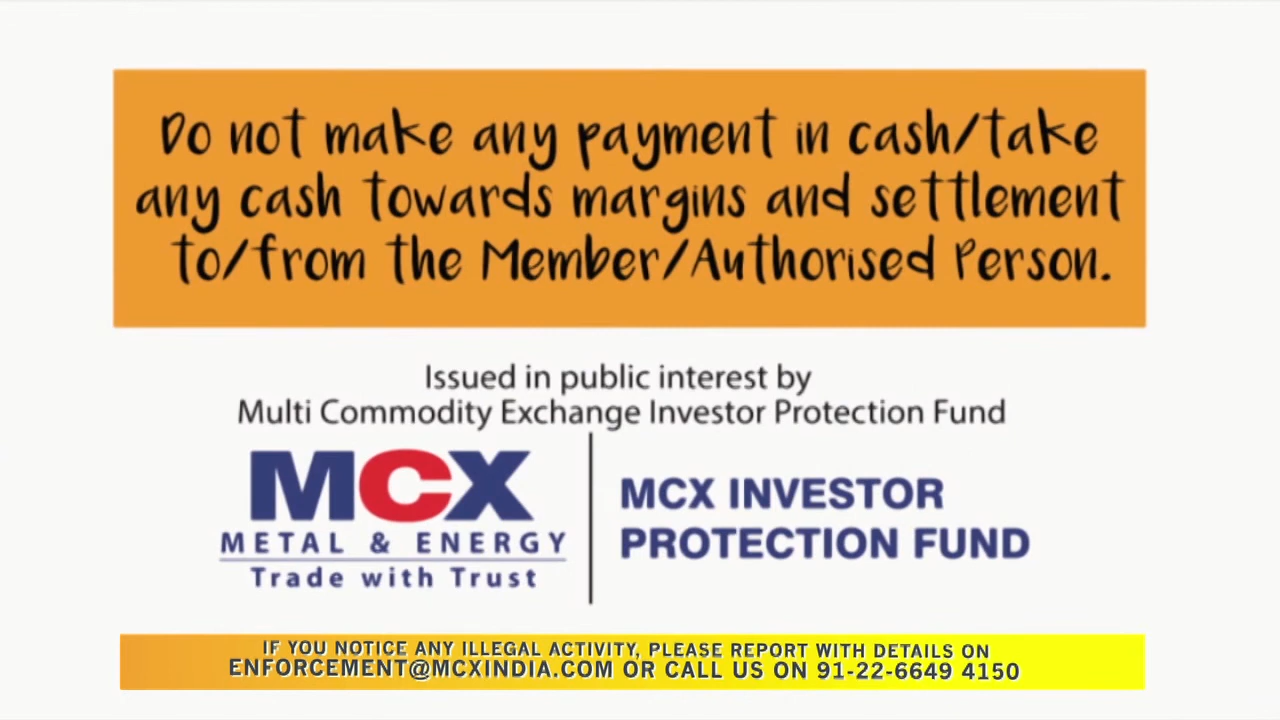 Do not make any payment in cash/take
any cash towards margins and settlement
to/from the Member/Authorised Person.
Issued in public interest by
Multi Commodity Exchange Investor Protection Fund
MCX
METAL & ENERGY
Trade with Trust
MCX INVESTOR
PROTECTION FUND
IF YOU NOTICE ANY ILLEGAL ACTIVITY, PLEASE REPORT WITH DETAILS ON
ENFORCEMENT@MCXINDIA.COM OR CALL US ON 91-22-6649 4150